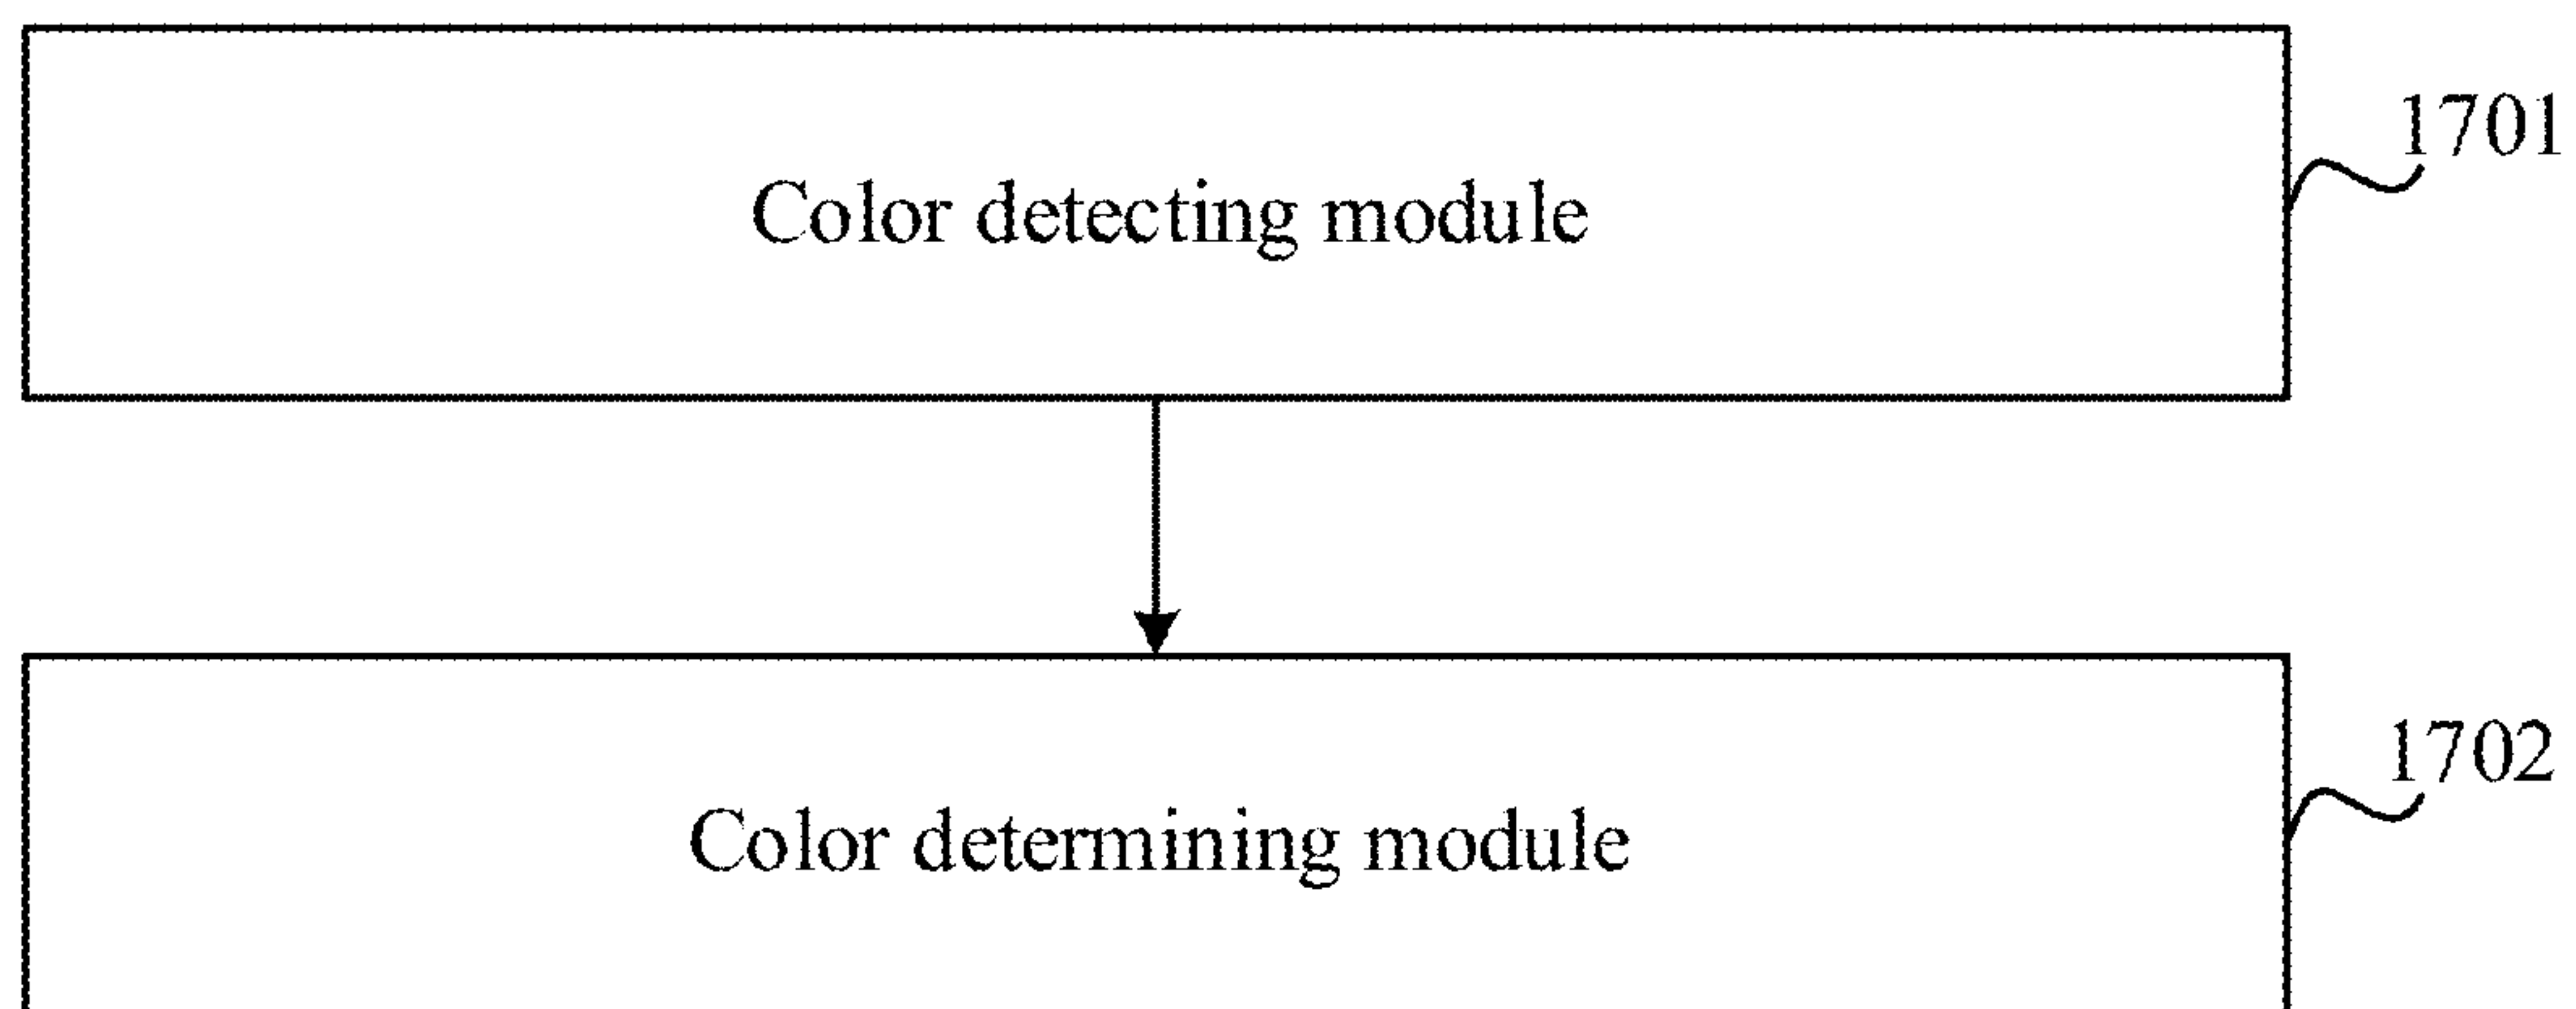 1701
Color detecting module
1702
Color determining module